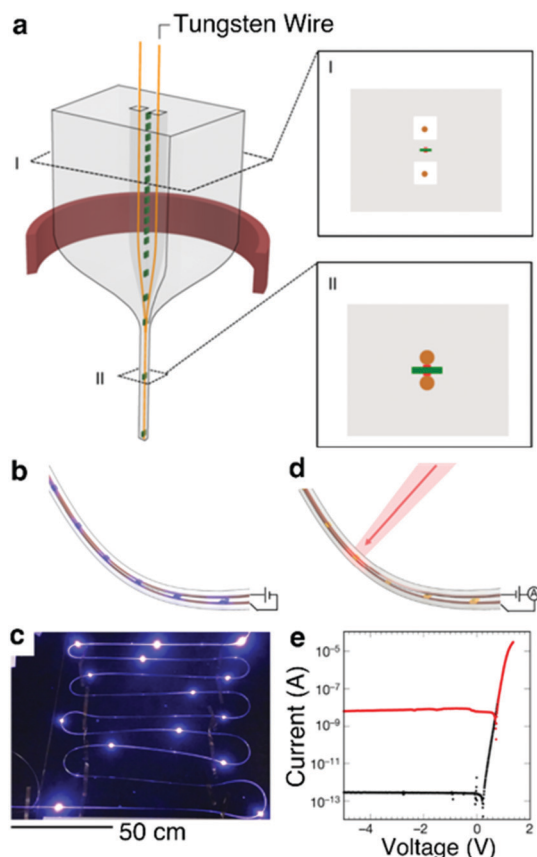 a
Tungsten Wire
I
I
II
II
b
d
A
c
50 cm
e
Current (A)
10⁻⁵
10⁻⁷
10⁻⁹
10⁻¹¹
10⁻¹³
-4
-2
0
2
Voltage (V)